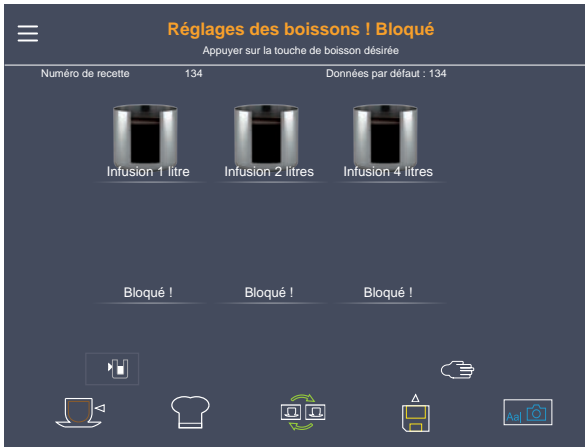 Réglages des boissons ! Bloqué
Appuyer sur la touche de boisson désirée
Numéro de recette 134 Données par défaut : 134
Infusion 1 litre Infusion 2 litres Infusion 4 litres
Bloqué ! Bloqué ! Bloqué !
Aa|